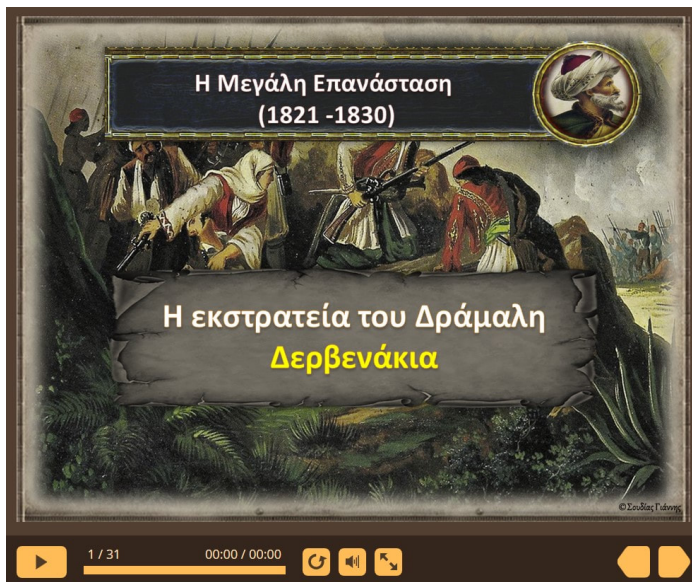 Η Μεγάλη Επανάσταση
(1821 -1830)
Η εκστρατεία του Δράμαλη
Δερβενάκια
©Σουδίας Γιάννης
1 / 31
00:00 / 00:00